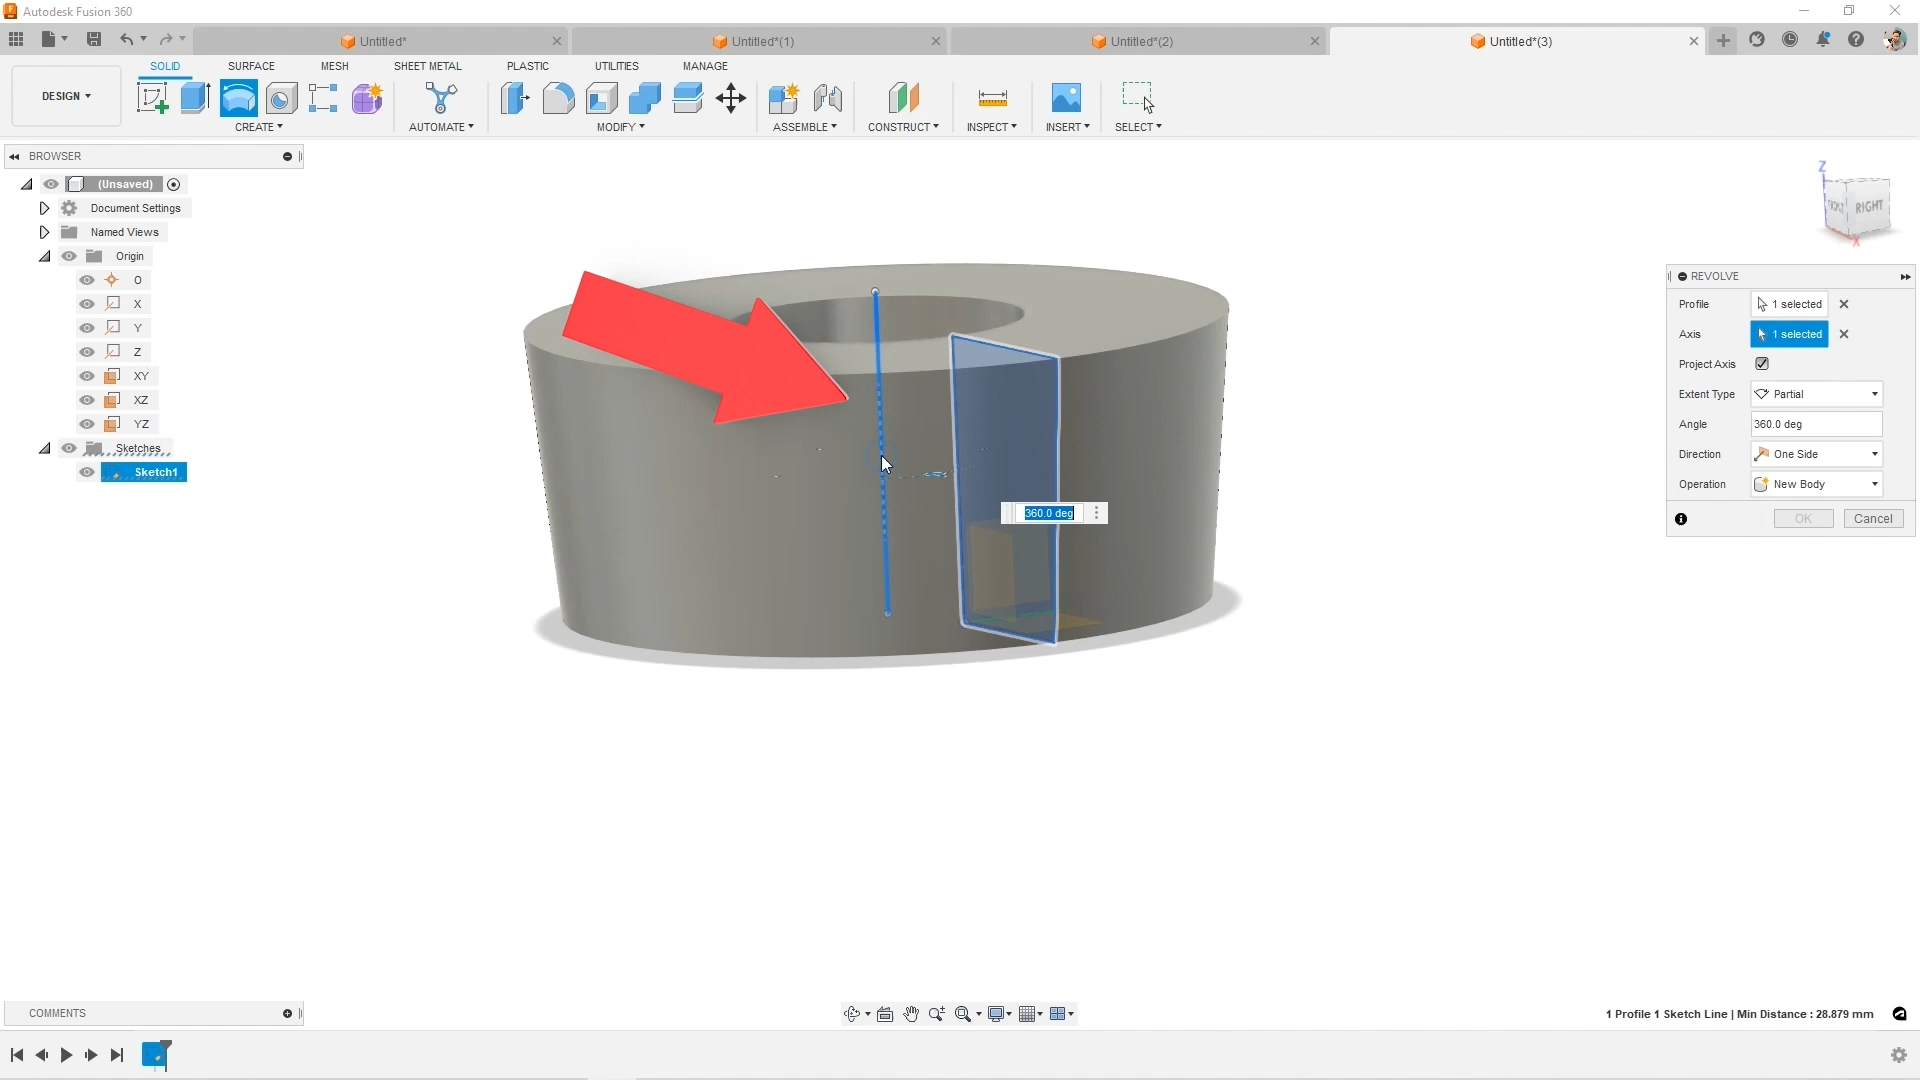 Autodesk Fusion 360
Untitled*
Untitled*(1)
Untitled*(2)
Untitled*(3)
SOLID
SURFACE
MESH
SHEET METAL
PLASTIC
UTILITIES
MANAGE
DESIGN
CREATE
AUTOMATE
MODIFY
ASSEMBLE
CONSTRUCT
INSPECT
INSERT
SELECT
BROWSER
(Unsaved)
Document Settings
Named Views
Origin
O
X
Y
Z
XY
XZ
YZ
Sketches
Sketch1
Z
RIGHT
X
360.0 deg
REVOLVE
Profile 1 selected
Axis 1 selected
Project Axis
Extent Type Partial
Angle 360.0 deg
Direction One Side
Operation New Body
OK Cancel
COMMENTS
1 Profile 1 Sketch Line | Min Distance : 28.879 mm